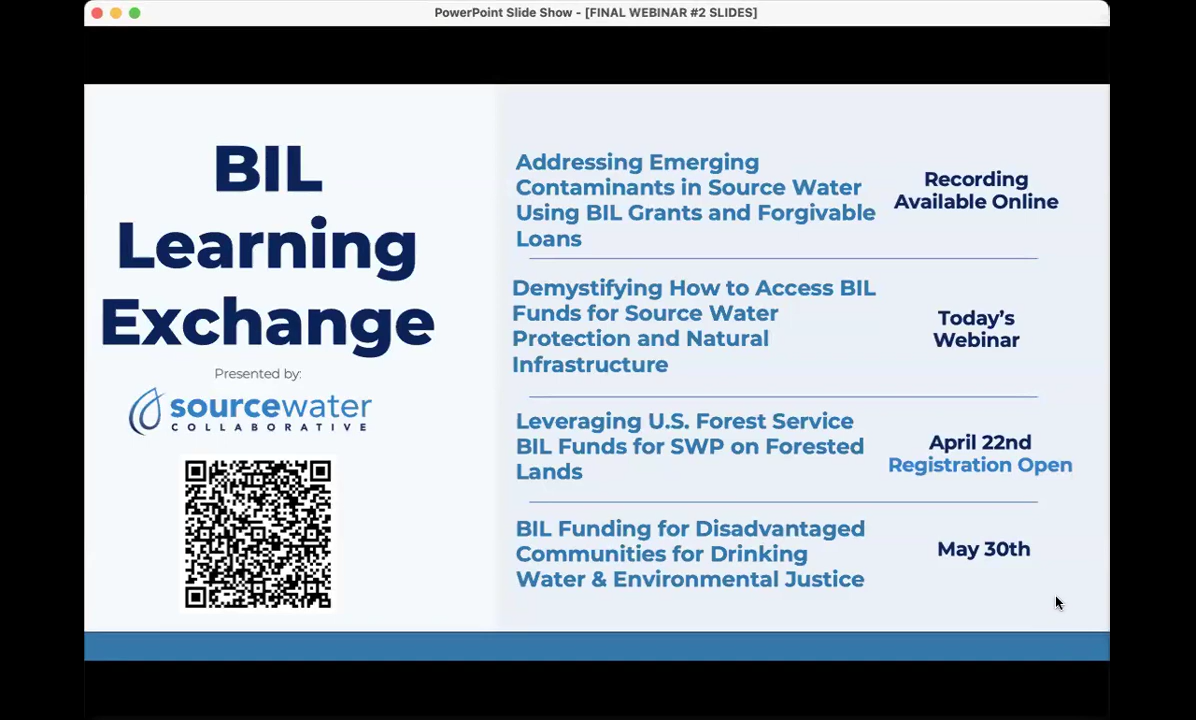 PowerPoint Slide Show - [FINAL WEBINAR #2 SLIDES]
BIL
Learning
Exchange
Presented by:
sourcewater
COLLABORATIVE
Addressing Emerging
Contaminants in Source Water
Using BIL Grants and Forgivable
Loans
Recording
Available Online
Demystifying How to Access BIL
Funds for Source Water
Protection and Natural
Infrastructure
Today's
Webinar
Leveraging U.S. Forest Service
BIL Funds for SWP on Forested
Lands
April 22nd
Registration Open
BIL Funding for Disadvantaged
Communities for Drinking
Water & Environmental Justice
May 30th